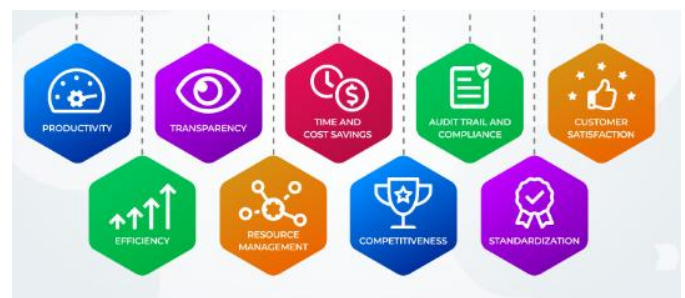 PRODUCTIVITY
TRANSPARENCY
TIME AND
COST SAVINGS
AUDIT TRAIL AND
COMPLIANCE
CUSTOMER
SATISFACTION
EFFICIENCY
RESOURCE
MANAGEMENT
COMPETITIVENESS
STANDARDIZATION